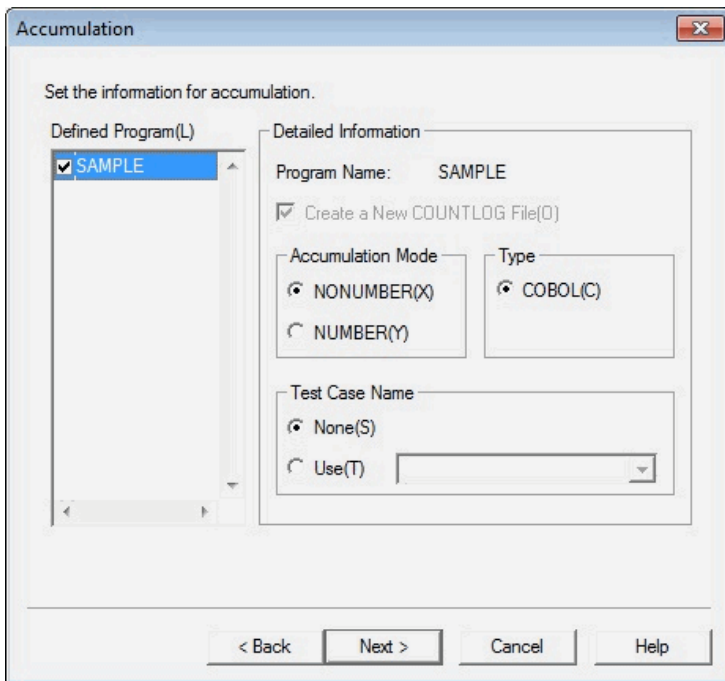 Accumulation
Set the information for accumulation.
Defined Program(L)
SAMPLE
Detailed Information
Program Name: SAMPLE
Create a New COUNTLOG File(O)
Accumulation Mode
NONUMBER(X)
NUMBER(Y)
Type
COBOL(C)
Test Case Name
None(S)
Use(T)
< Back Next > Cancel Help